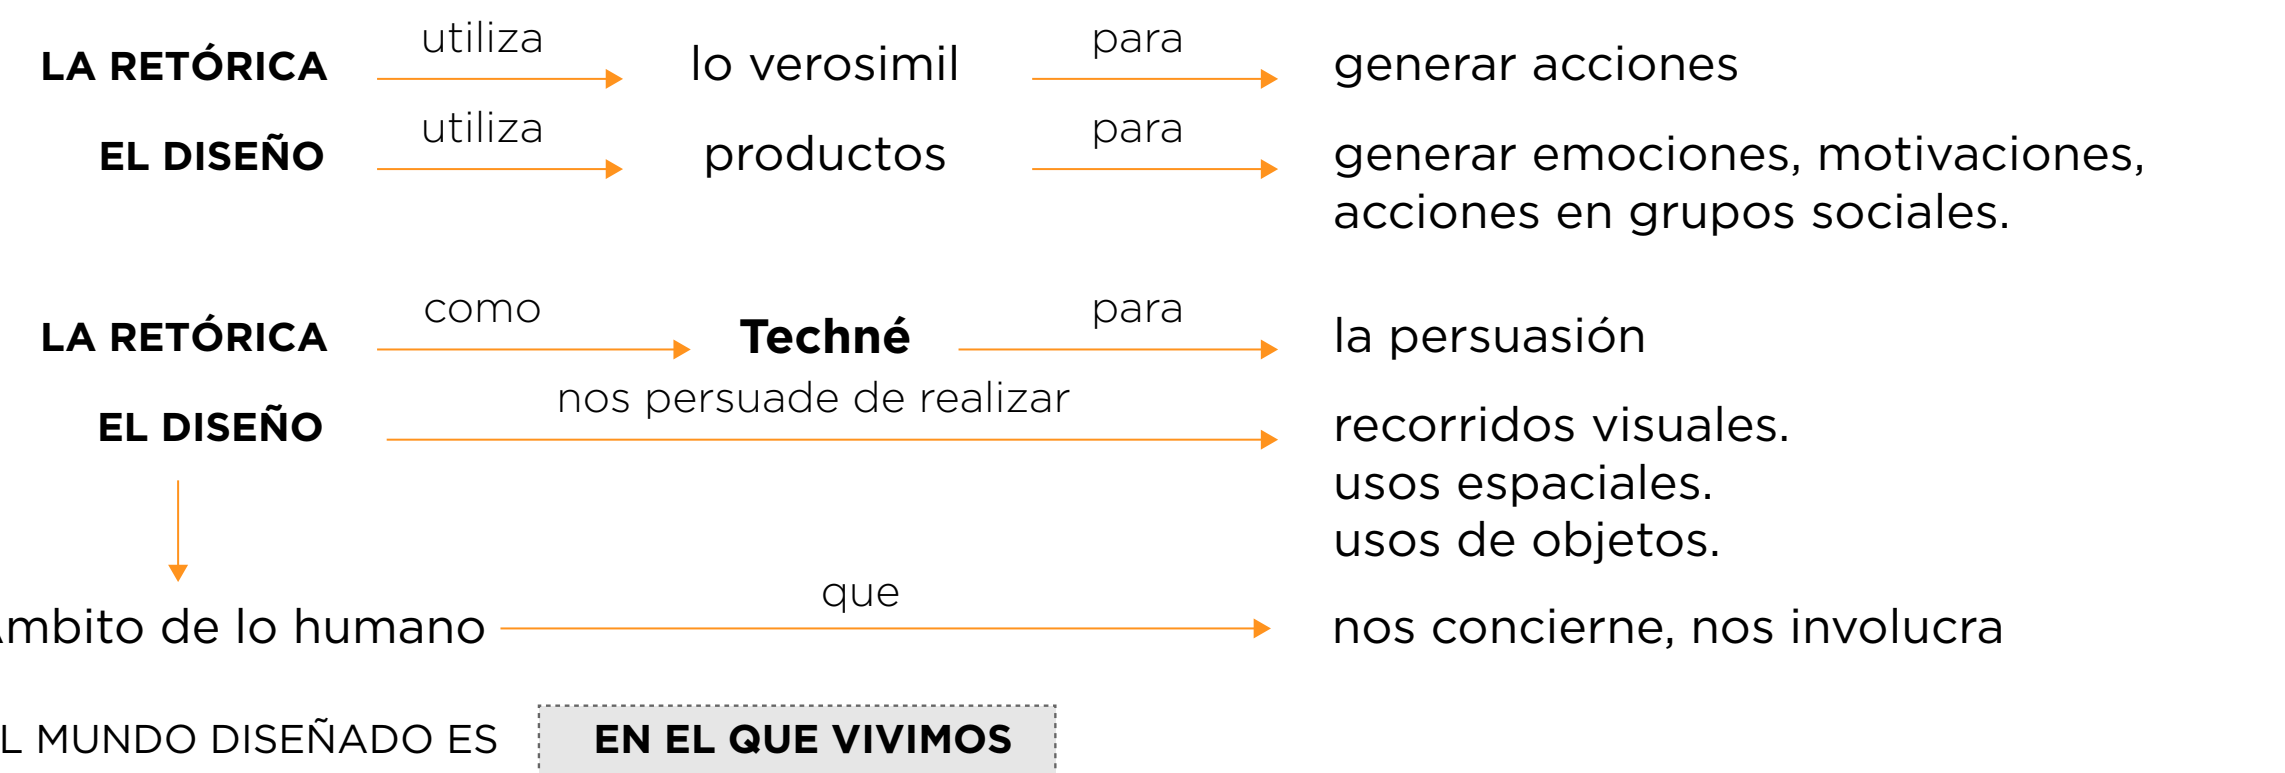 LA RETÓRICA utiliza lo verosimil para generar acciones
EL DISEÑO utiliza productos para generar emociones, motivaciones,
acciones en grupos sociales.
LA RETÓRICA como Techné para la persuasión
EL DISEÑO nos persuade de realizar recorridos visuales.
usos espaciales.
usos de objetos.
mbito de lo humano que nos concierne, nos involucra
L MUNDO DISEÑADO ES EN EL QUE VIVIMOS